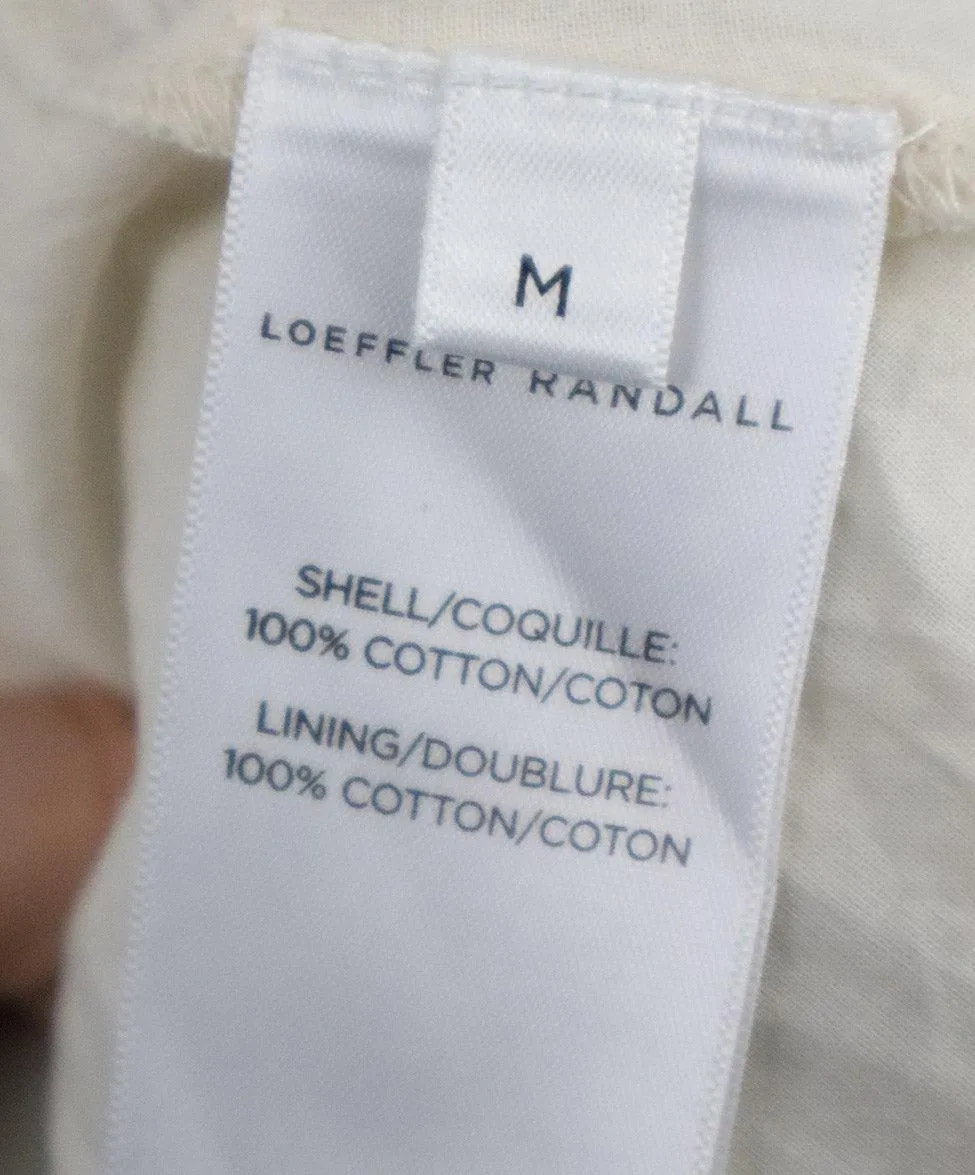 M
LOEFFLER RANDALL
SHELL/COQUILLE:
100% COTTON/COTON
LINING/DOUBLURE:
100% COTTON/COTON